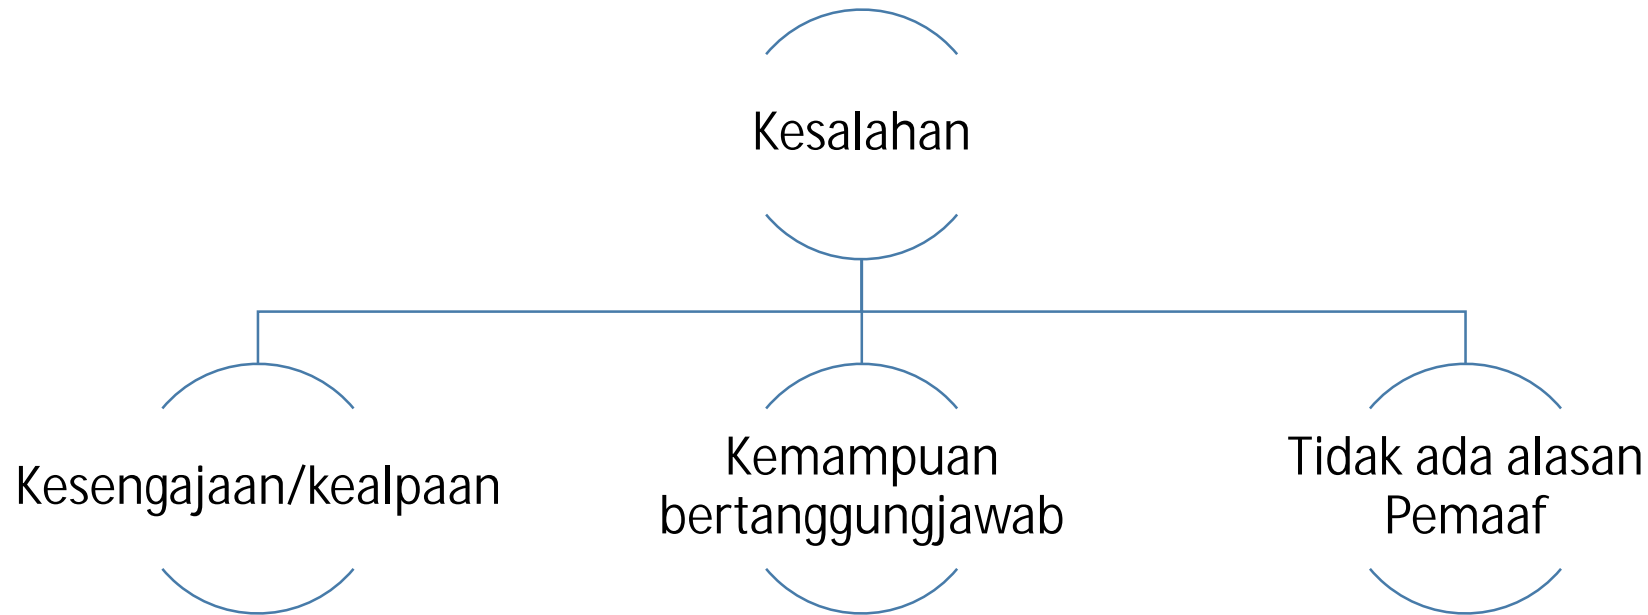 Kesalahan
Kesengajaan/kealpaan
Kemampuan
bertanggungjawab
Tidak ada alasan
Pemaaf